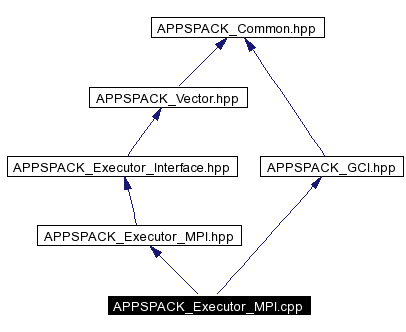 APPSPACK_Common.hpp
APPSPACK_Vector.hpp
APPSPACK_Executor_Interface.hpp
APPSPACK_GCI.hpp
APPSPACK_Executor_MPI.hpp
APPSPACK_Executor_MPI.cpp